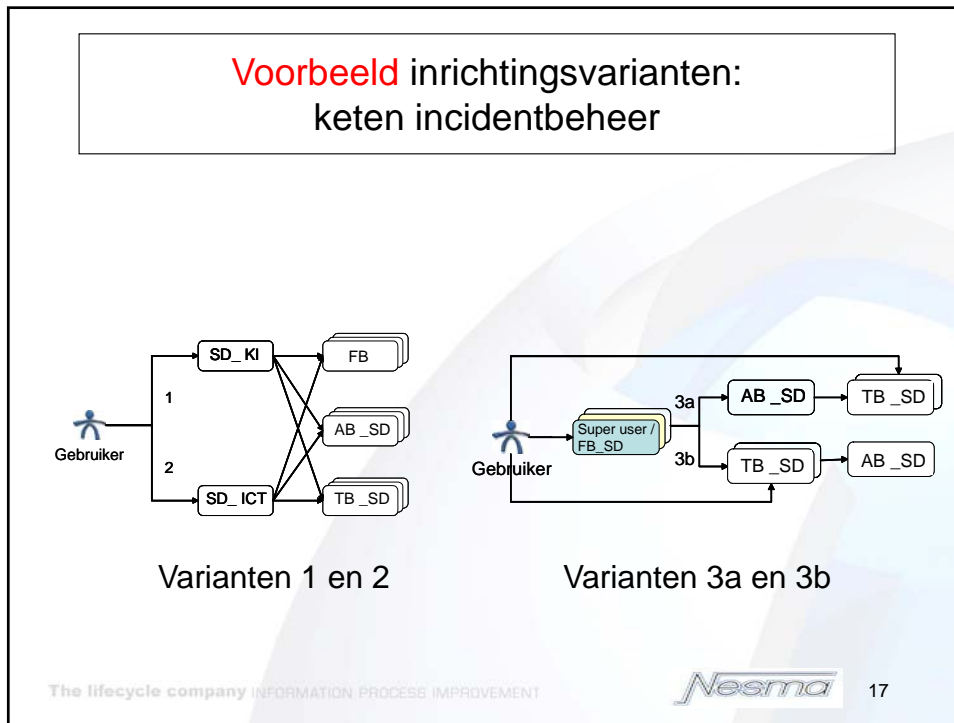 Voorbeeld inrichtingsvarianten:
keten incidentbeheer
SD_ KI
FB
1
Gebruiker
AB _SD
2
SD_ ICT
TB _SD
3a
AB _SD
TB _SD
Super user /
FB_SD
Gebruiker
3b
TB _SD
AB _SD
Varianten 1 en 2
Varianten 3a en 3b
The lifecycle company INFORMATION PROCESS IMPROVEMENT
Nesma
17